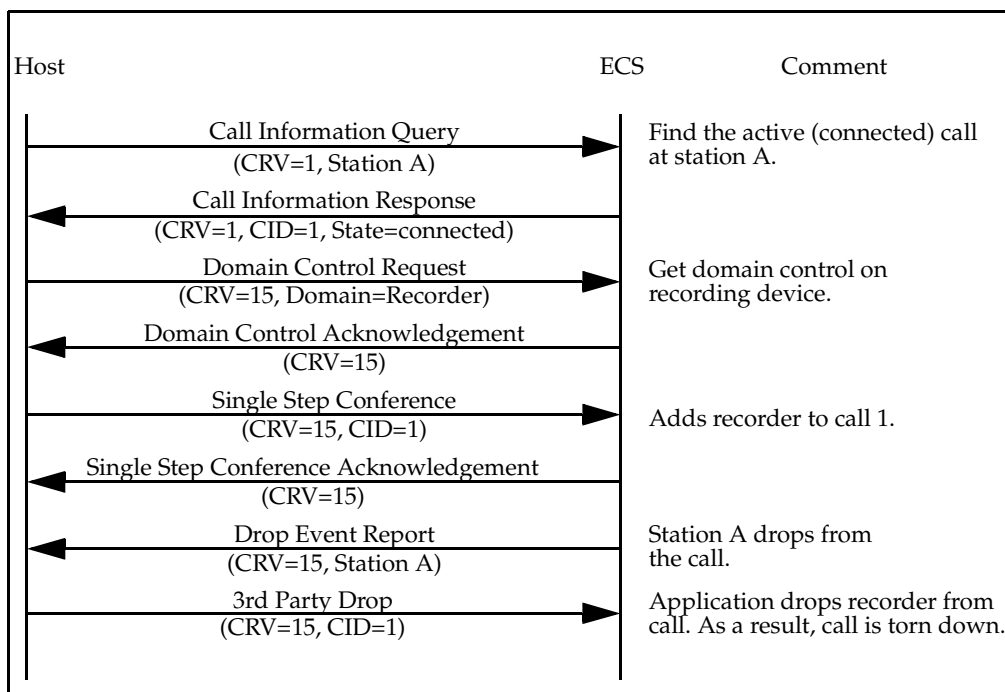 Host ECS Comment
Call Information Query
(CRV=1, Station A)
Find the active (connected) call
at station A.
Call Information Response
(CRV=1, CID=1, State=connected)
Domain Control Request
(CRV=15, Domain=Recorder)
Get domain control on
recording device.
Domain Control Acknowledgement
(CRV=15)
Single Step Conference
(CRV=15, CID=1)
Adds recorder to call 1.
Single Step Conference Acknowledgement
(CRV=15)
Drop Event Report
(CRV=15, Station A)
Station A drops from
the call.
3rd Party Drop
(CRV=15, CID=1)
Application drops recorder from
call. As a result, call is torn down.